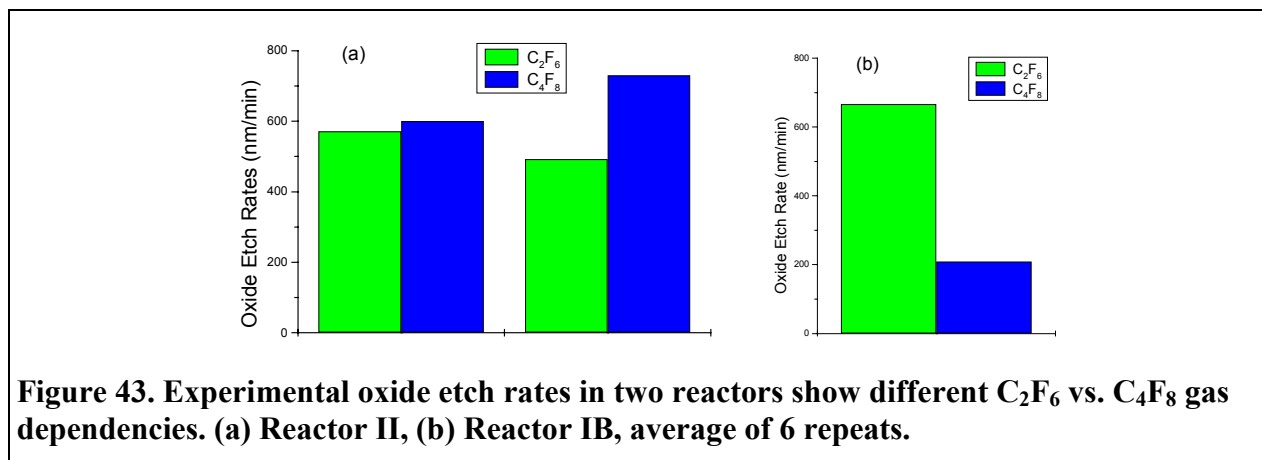 (a)
C₂F₆
C₄F₈
800
600
400
200
0
Oxide Etch Rates (nm/min)
(b)
C₂F₆
C₄F₈
800
600
400
200
0
Oxide Etch Rate (nm/min)
Figure 43. Experimental oxide etch rates in two reactors show different C₂F₆ vs. C₄F₈ gas
dependencies. (a) Reactor II, (b) Reactor IB, average of 6 repeats.